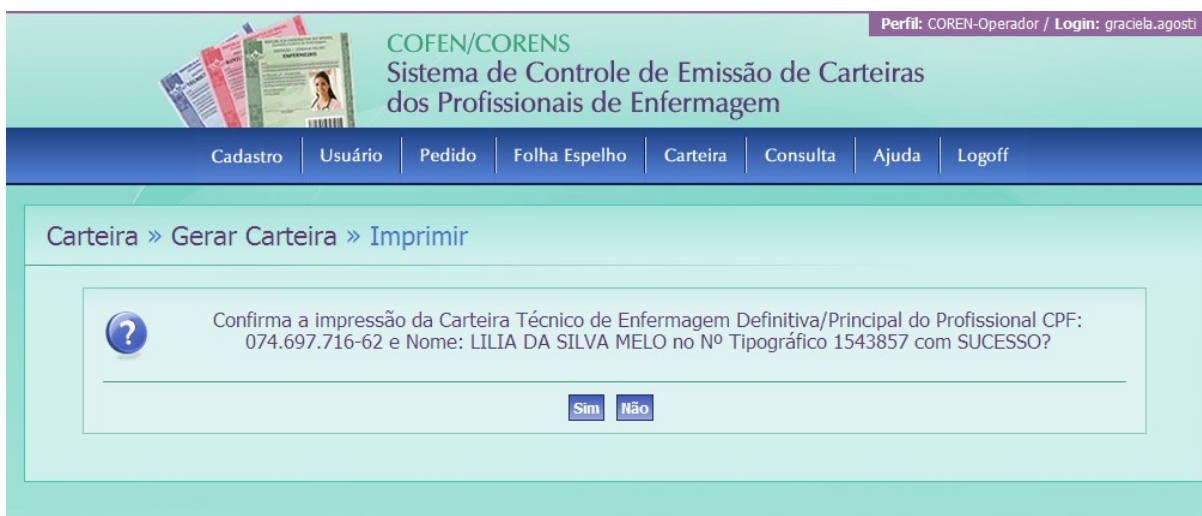 Perfil: COREN-Operador / Login: graciela.agosti
COFEN/CORENS
Sistema de Controle de Emissão de Carteiras
dos Profissionais de Enfermagem
Cadastro Usuário Pedido Folha Espelho Carteira Consulta Ajuda Logoff
Carteira » Gerar Carteira » Imprimir
Confirma a impressão da Carteira Técnico de Enfermagem Definitiva/Principal do Profissional CPF:
074.697.716-62 e Nome: LILIA DA SILVA MELO no Nº Tipográfico 1543857 com SUCESSO?
Sim Não